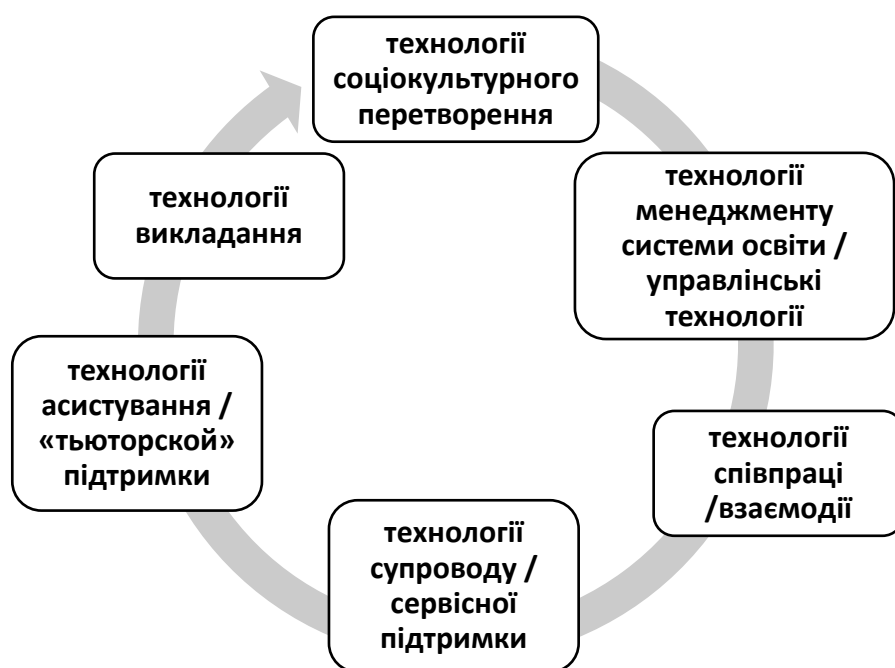 технології
соціокультурного
перетворення
технології
менеджменту
системи освіти /
управлінські
технології
технології
співпраці
/взаємодії
технології
супроводу /
сервісної
підтримки
технології
асистування /
«тьюторской»
підтримки
технології
викладання